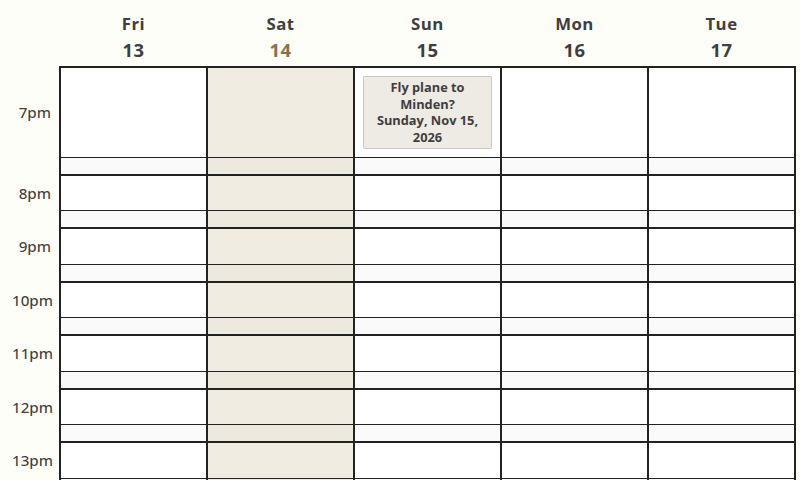 Fri Sat Sun Mon Tue
13 14 15 16 17
7pm
Fly plane to
Minden?
Sunday, Nov 15,
2026
8pm
9pm
10pm
11pm
12pm
13pm